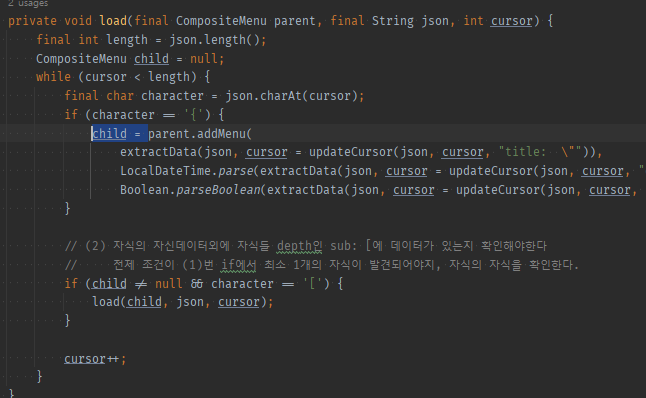 2 usages
private void load(final CompositeMenu parent, final String json, int cursor) {
final int length = json.length();
CompositeMenu child = null;
while (cursor < length) {
final char character = json.charAt(cursor);
if (character == '{') {
child = parent.addMenu(
extractData(json, cursor = updateCursor(json, cursor, "title: \"")),
LocalDateTime.parse(extractData(json, cursor = updateCursor(json, cursor, "
Boolean.parseBoolean(extractData(json, cursor = updateCursor(json, cursor,
}
// (2) 자식의 자신데이터외에 자식들 depth인 sub: [에 데이터가 있는지 확인해야한다
// 전제 조건이 (1)번 if에서 최소 1개의 자식이 발견되어야지, 자식의 자식을 확인한다.
if (child != null && character == '[') {
load(child, json, cursor);
}
cursor++;
}
}